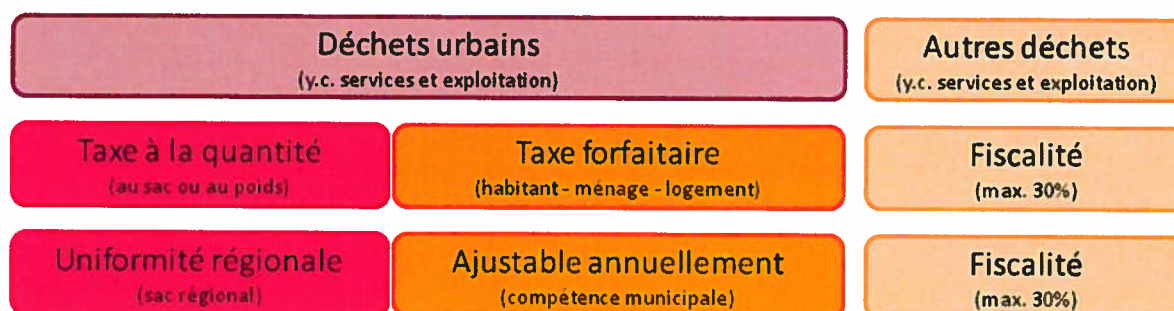 Déchets urbains
(y.c. services et exploitation)
Autres déchets
(y.c. services et exploitation)
Taxe à la quantité
(au sac ou au poids)
Taxe forfaitaire
(habitant - ménage - logement)
Fiscalité
(max. 30%)
Uniformité régionale
(sac régional)
Ajustable annuellement
(compétence municipale)
Fiscalité
(max. 30%)